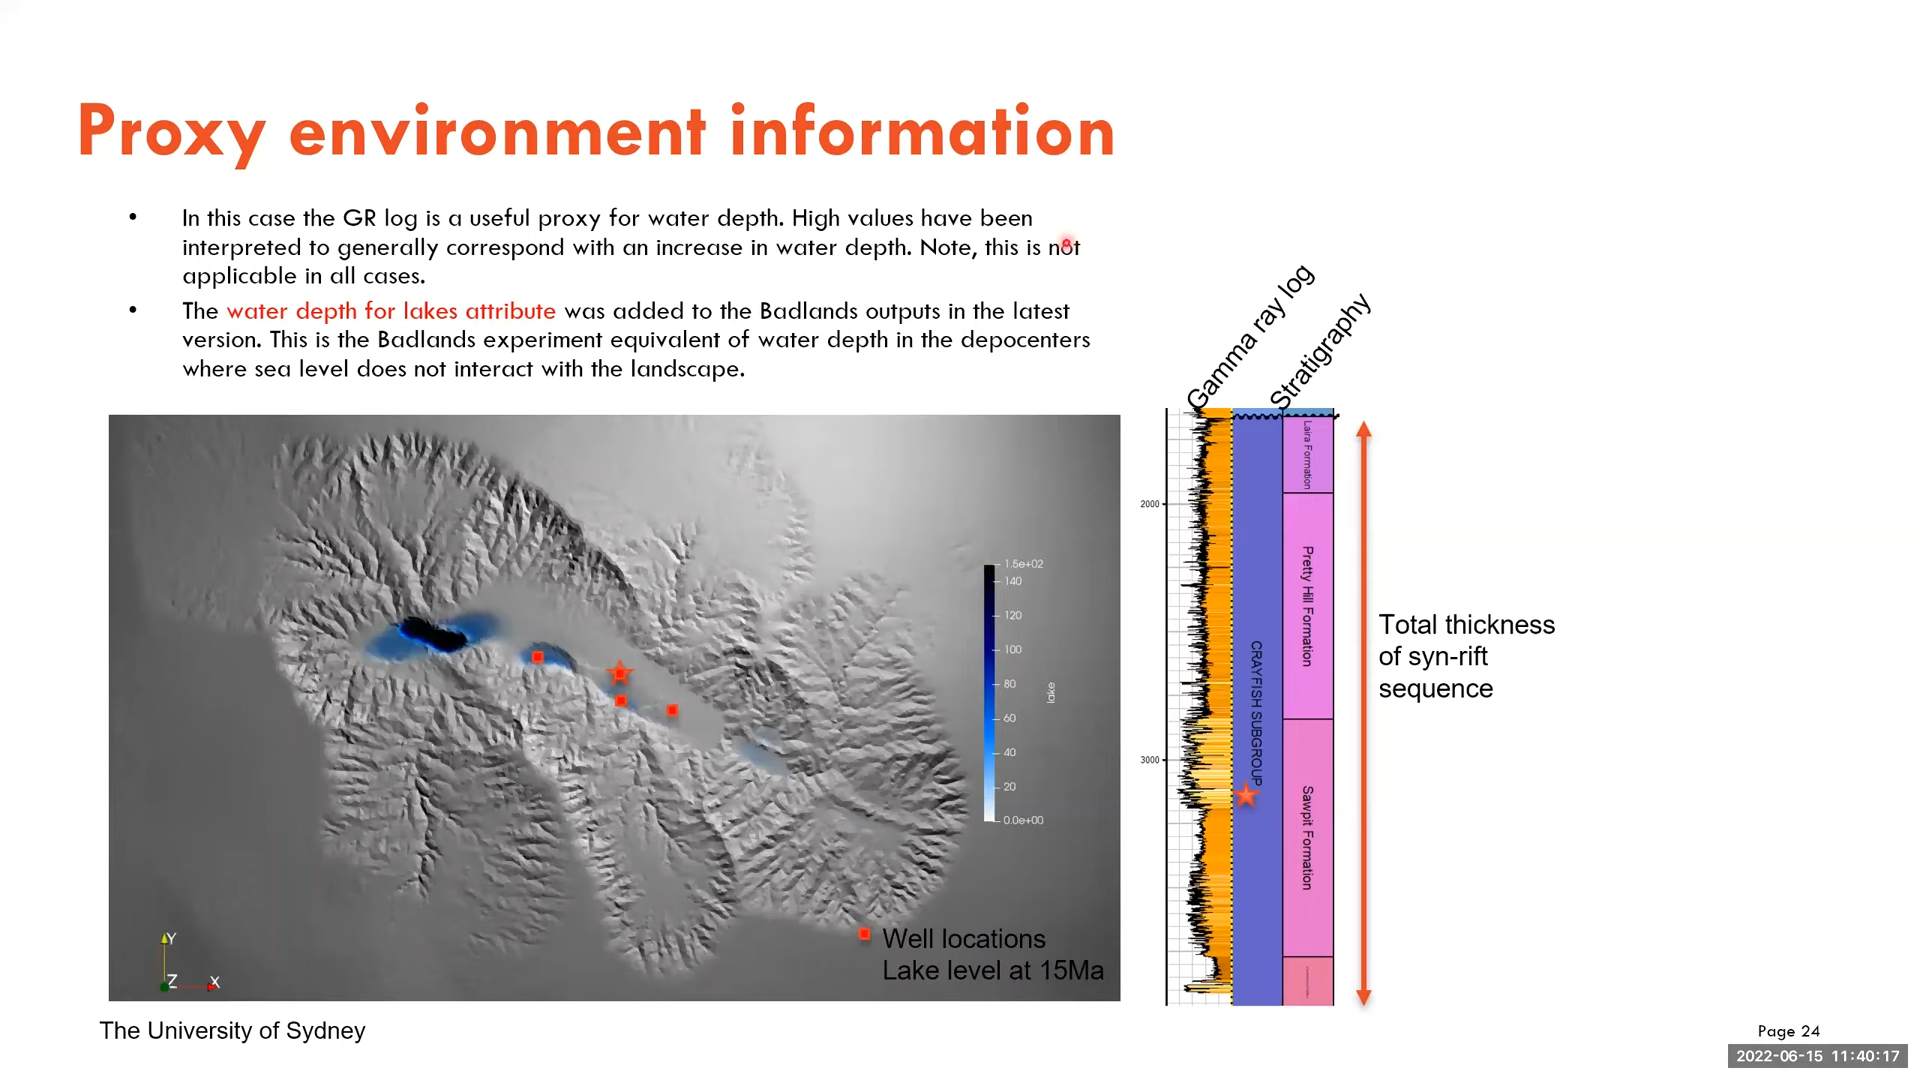 Proxy environment information
• In this case the GR log is a useful proxy for water depth. High values have been
interpreted to generally correspond with an increase in water depth. Note, this is not
applicable in all cases.
• The water depth for lakes attribute was added to the Badlands outputs in the latest
version. This is the Badlands experiment equivalent of water depth in the depocenters
where sea level does not interact with the landscape.
Gamma ray log
Stratigraphy
1.5e+02
140
120
100
80
60
40
20
0.0e+00
lake
Y
Z
X
Well locations
Lake level at 15Ma
2000
3000
CRAYFISH SUBGROUP
Laira Formation
Pretty Hill Formation
Sawpit Formation
Total thickness
of syn-rift
sequence
The University of Sydney
Page 24
2022-06-15 11:40:17